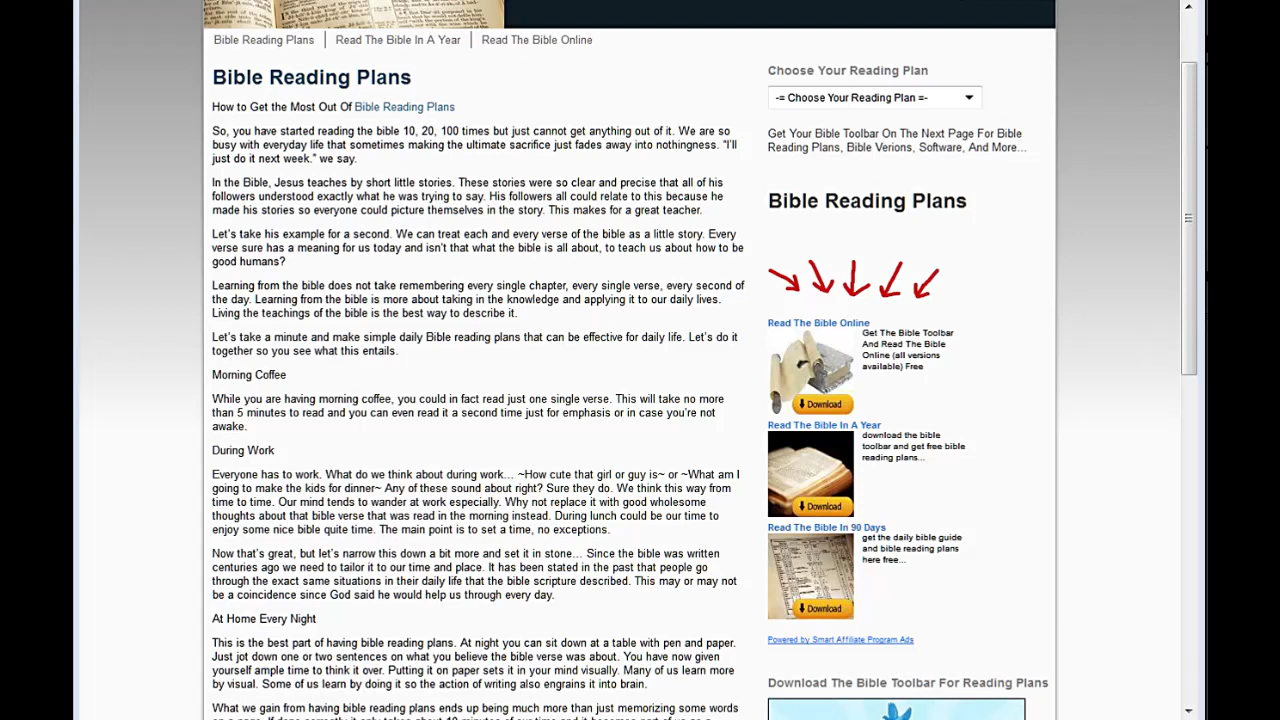 Bible Reading Plans
Read The Bible In A Year
Read The Bible Online
Bible Reading Plans
How to Get the Most Out Of Bible Reading Plans
So, you have started reading the bible 10, 20, 100 times but just cannot get anything out of it. We are so
busy with everyday life that sometimes making the ultimate sacrifice just fades away into nothingness. “I’ll
just do it next week.” we say.
In the Bible, Jesus teaches by short little stories. These stories were so clear and precise that all of his
followers understood exactly what he was trying to say. His followers all could relate to this because he
made his stories so everyone could picture themselves in the story. This makes for a great teacher.
Let’s take his example for a second. We can treat each and every verse of the bible as a little story. Every
verse sure has a meaning for us today and isn’t that what the bible is all about, to teach us about how to be
good humans?
Learning from the bible does not take remembering every single chapter, every single verse, every second of
the day. Learning from the bible is more about taking in the knowledge and applying it to our daily lives.
Living the teachings of the bible is the best way to describe it.
Let’s take a minute and make simple daily Bible reading plans that can be effective for daily life. Let’s do it
together so you see what this entails.
Morning Coffee
While you are having morning coffee, you could in fact read just one single verse. This will take no more
than 5 minutes to read and you can even read it a second time just for emphasis or in case you’re not
awake.
During Work
Everyone has to work. What do we think about during work... ~How cute that girl or guy is~ or ~What am I
going to make the kids for dinner~ Any of these sound about right? Sure they do. We think this way from
time to time. Our mind tends to wander at work especially. Why not replace it with good wholesome
thoughts about that bible verse that was read in the morning instead. During lunch could be our time to
enjoy some nice bible quite time. The main point is to set a time, no exceptions.
Now that’s great, but let’s narrow this down a bit more and set it in stone... Since the bible was written
centuries ago we need to tailor it to our time and place. It has been stated in the past that people go
through the exact same situations in their daily life that the bible scripture described. This may or may not
be a coincidence since God said he would help us through every day.
At Home Every Night
This is the best part of having bible reading plans. At night you can sit down at a table with pen and paper.
Just jot down one or two sentences on what you believe the bible verse was about. You have now given
yourself ample time to think it over. Putting it on paper sets it in your mind visually. Many of us learn more
by visual. Some of us learn by doing it so the action of writing also engrains it into brain.
What we gain from having bible reading plans ends up being much more than just memorizing some words
Choose Your Reading Plan
-= Choose Your Reading Plan =-
Get Your Bible Toolbar On The Next Page For Bible
Reading Plans, Bible Verions, Software, And More...
Bible Reading Plans
Read The Bible Online
Get The Bible Toolbar
And Read The Bible
Online (all versions
available) Free
Download
Read The Bible In A Year
download the bible
toolbar and get free bible
reading plans...
Download
Read The Bible In 90 Days
get the daily bible guide
and bible reading plans
here free...
Download
Powered by Smart Affiliate Program Ads
Download The Bible Toolbar For Reading Plans